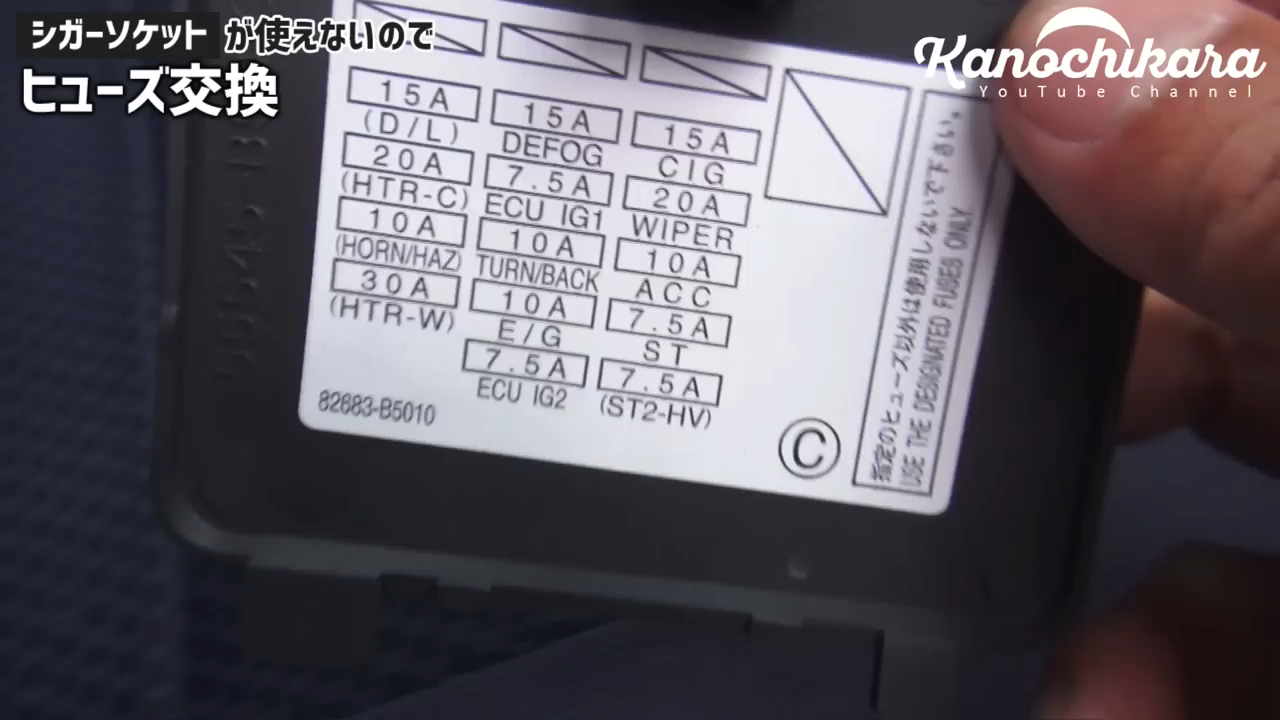 シガーソケットが使えないので
ヒューズ交換
Kanochikara
YouTube Channel
15A
(D/L)
20A
(HTR-C)
10A
(HORN/HAZ)
30A
(HTR-W)
15A
DEFOG
7.5A
ECU IG1
10A
TURN/BACK
10A
E/G
7.5A
ECU IG2
15A
CIG
20A
WIPER
10A
ACC
7.5A
ST
7.5A
(ST2-HV)
82683-B5010
C
指定のヒューズ以外は使用しないで下さい。
USE THE DESIGNATED FUSES ONLY